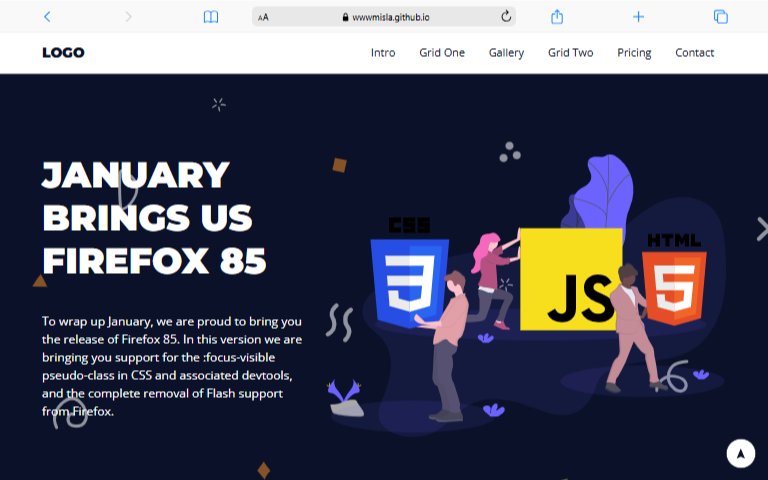 AA wwwmisla.github.io
LOGO Intro Grid One Gallery Grid Two Pricing Contact
JANUARY
BRINGS US
FIREFOX 85
To wrap up January, we are proud to bring you
the release of Firefox 85. In this version we are
bringing you support for the :focus-visible
pseudo-class in CSS and associated devtools,
and the complete removal of Flash support
from Firefox.
CSS
3
JS
HTML
5